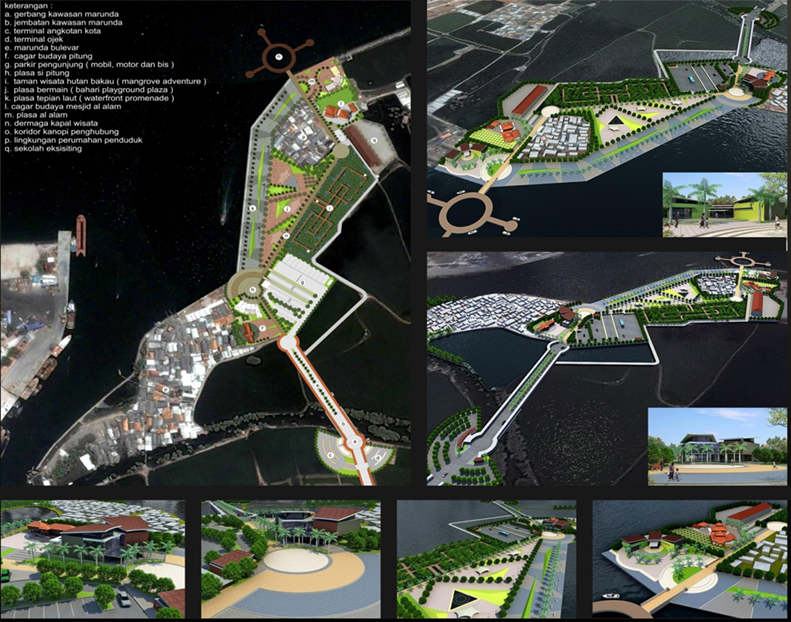 keterangan :
a. gerbang kawasan marunda
b. jembatan kawasan marunda
c. terminal angkotan kota
d. terminal ojek
e. marunda bulevar
f. cagar budaya pitung
g. parkir pengunjung ( mobil, motor dan bis )
h. plasa si pitung
i. taman wisata hutan bakau ( mangrove adventure )
j. plasa bermain ( bahari playground plaza )
k. plasa tepian laut ( waterfront promenade )
l. cagar budaya mesjid al alam
m. plasa al alam
n. dermaga kapal wisata
o. koridor kanopi penghubung
p. lingkungan perumahan penduduk
q. sekolah eksisiting